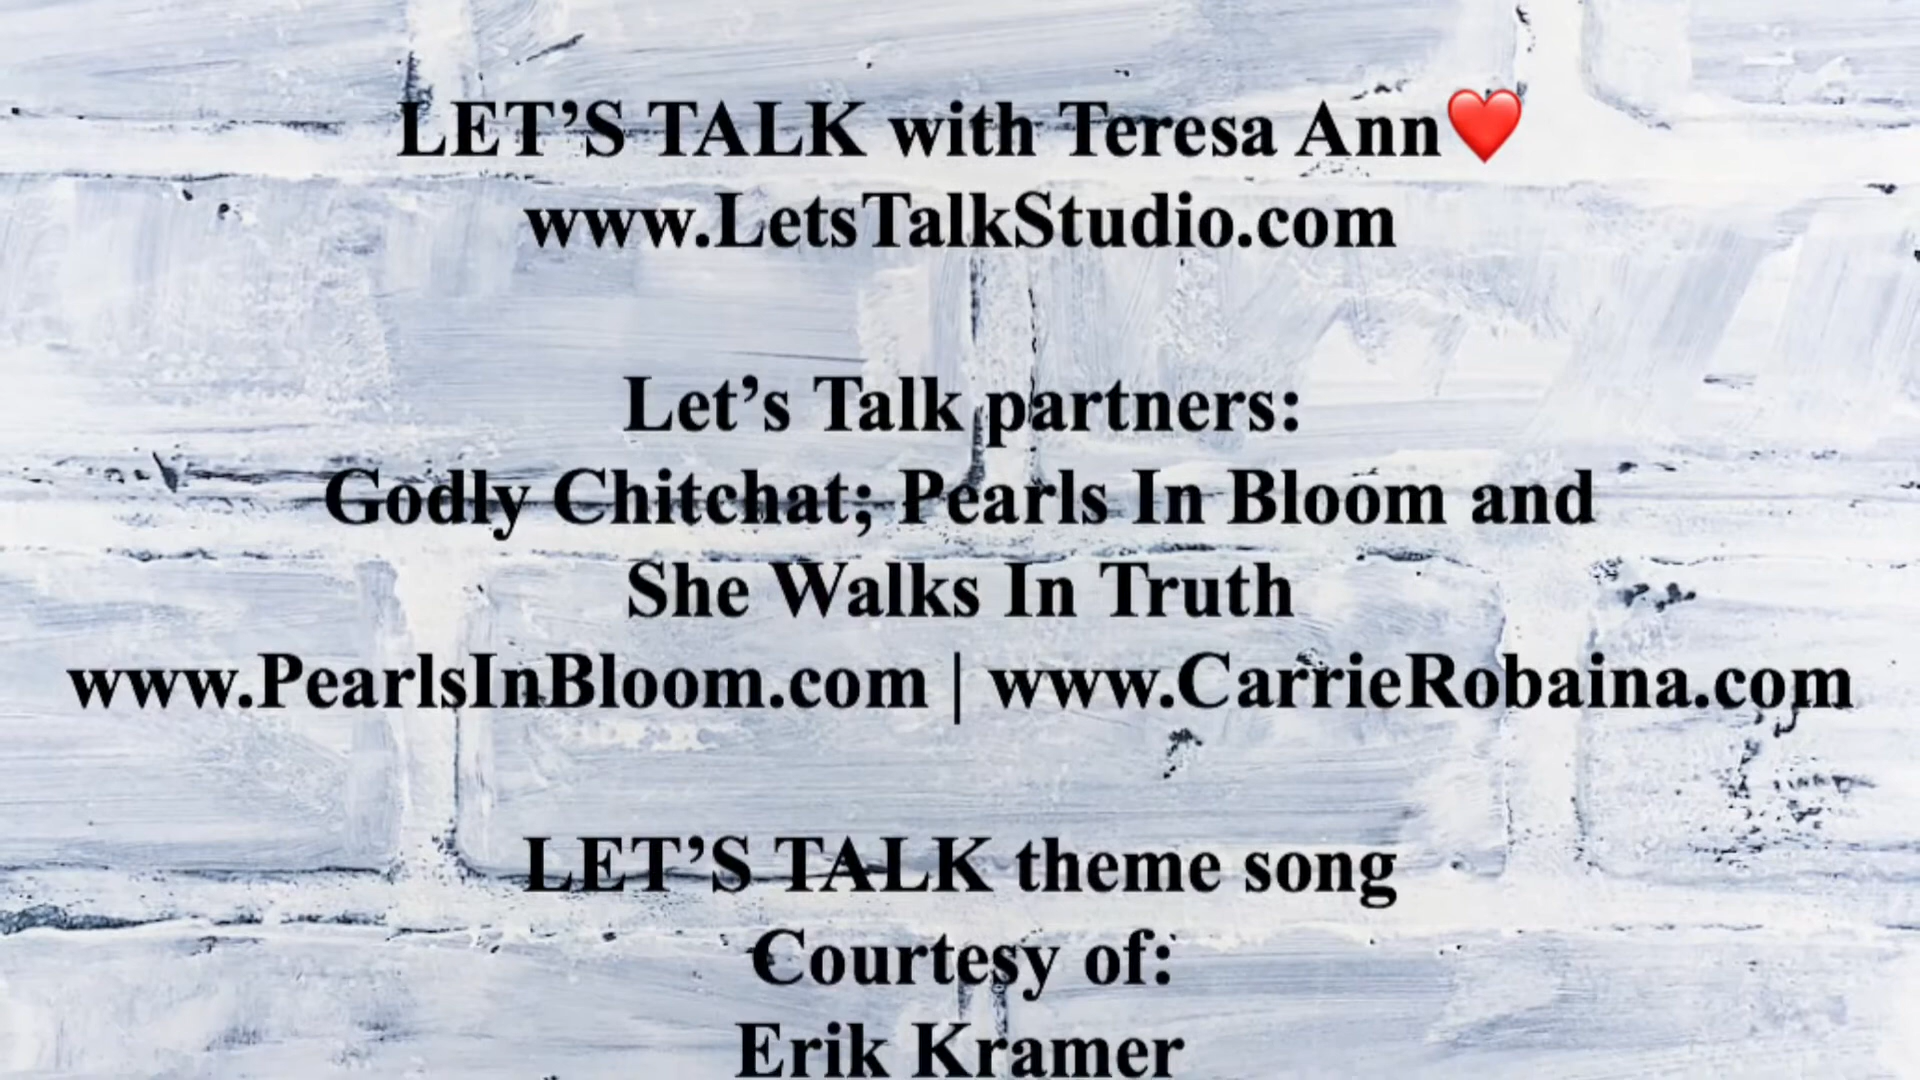 LET’S TALK with Teresa Ann❤️
www.LetsTalkStudio.com
Let’s Talk partners:
Godly Chitchat; Pearls In Bloom and
She Walks In Truth
www.PearlsInBloom.com | www.CarrieRobaina.com
LET’S TALK theme song
Courtesy of:
Erik Kramer